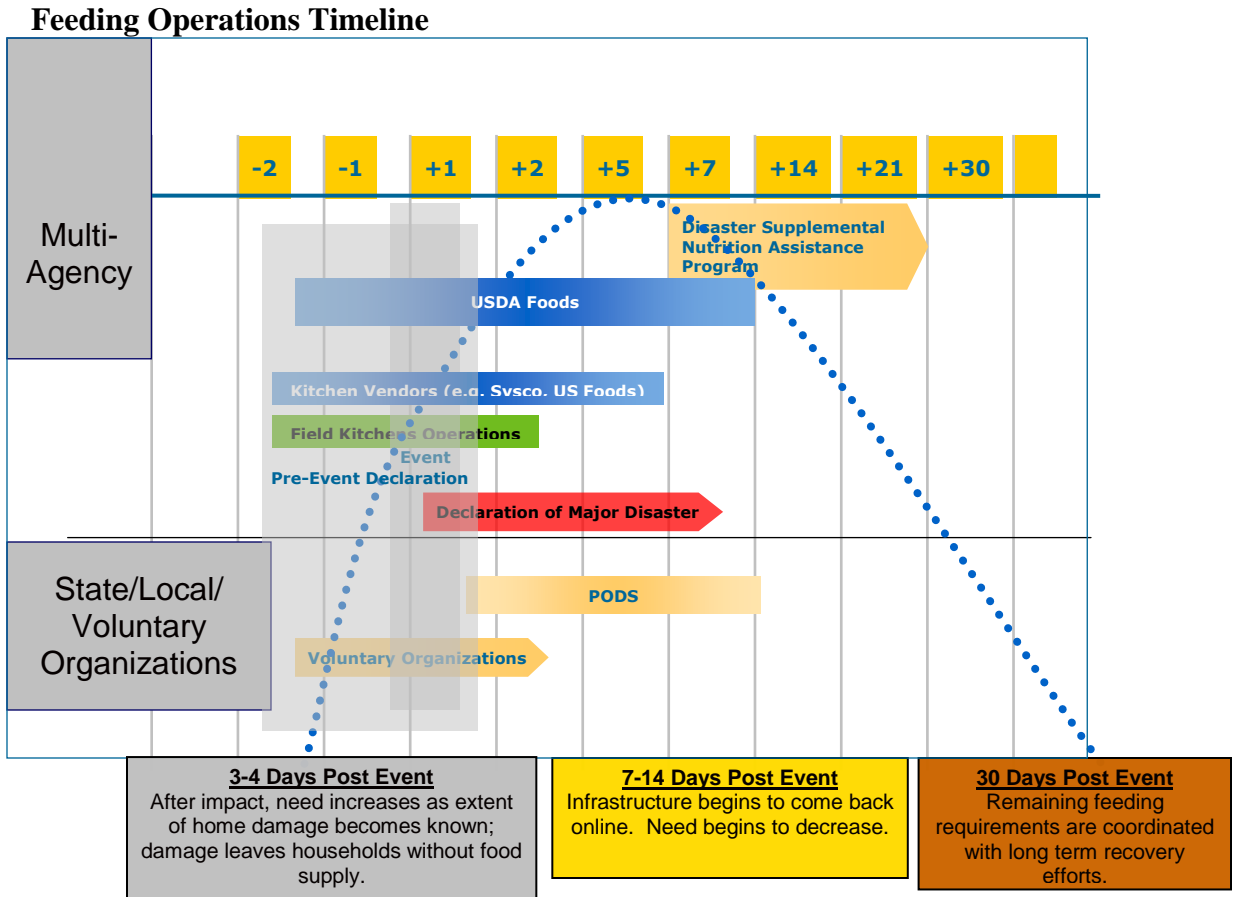 Feeding Operations Timeline
Multi-
Agency
-2
-1
+1
+2
+5
+7
+14
+21
+30
Disaster Supplemental
Nutrition Assistance
Program
USDA Foods
Kitchen Vendors (e.g. Sysco, US Foods)
Field Kitchens Operations
Event
Pre-Event Declaration
Declaration of Major Disaster
State/Local/
Voluntary
Organizations
PODS
Voluntary Organizations
3-4 Days Post Event
After impact, need increases as extent
of home damage becomes known;
damage leaves households without food
supply.
7-14 Days Post Event
Infrastructure begins to come back
online.  Need begins to decrease.
30 Days Post Event
Remaining feeding
requirements are coordinated
with long term recovery
efforts.